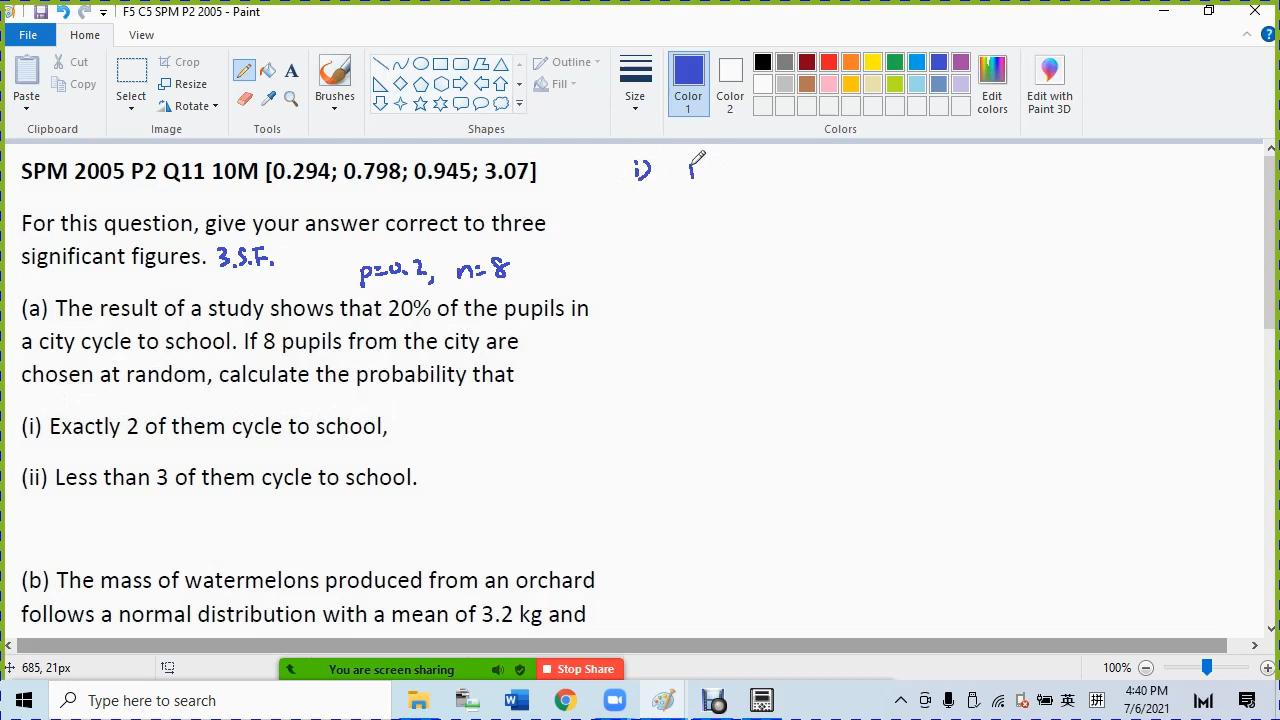 F5 C5 SPM P2 2005 - Paint
File Home View
Paste Cut Copy Clipboard
Select Crop Resize Rotate Image
Tools
Brushes
Outline Fill Shapes
Size
Color 1 Color 2 Edit colors Colors
Edit with Paint 3D
SPM 2005 P2 Q11 10M [0.294; 0.798; 0.945; 3.07] i)
For this question, give your answer correct to three
significant figures. 3.S.F.
p=0.2, n=8
(a) The result of a study shows that 20% of the pupils in
a city cycle to school. If 8 pupils from the city are
chosen at random, calculate the probability that
(i) Exactly 2 of them cycle to school,
(ii) Less than 3 of them cycle to school.
(b) The mass of watermelons produced from an orchard
follows a normal distribution with a mean of 3.2 kg and
685, 21px You are screen sharing Stop Share 100%
Type here to search 英 拼 4:40 PM
7/6/2021